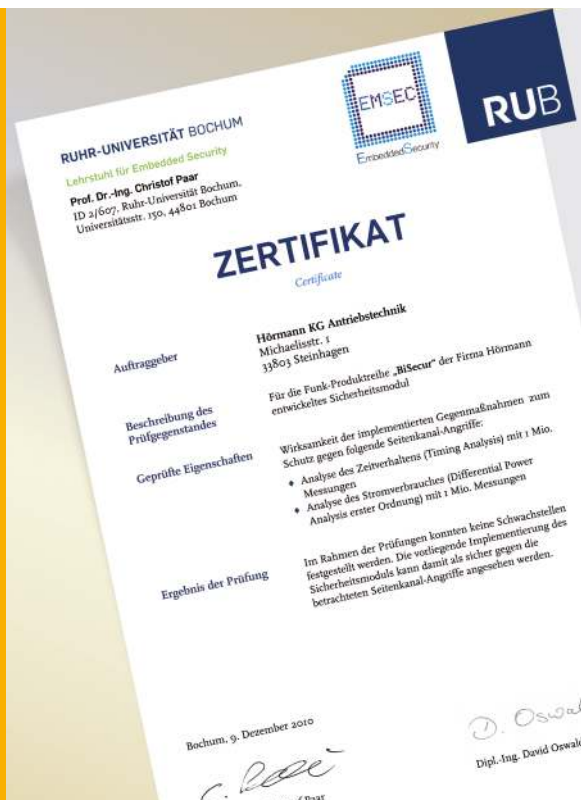 RUHR-UNIVERSITÄT BOCHUM
Lehrstuhl für Embedded Security
Prof. Dr.-Ing. Christof Paar
ID 2/607, Ruhr-Universität Bochum,
Universitätsstr. 150, 44801 Bochum
EMSEC
EmbeddedSecurity
RUB
ZERTIFIKAT
Certificate
Auftraggeber
Hörmann KG Antriebstechnik
Michaelisstr. 1
33803 Steinhagen
Beschreibung des
Prüfgegenstandes
Für die Funk-Produktreihe „BiSecur“ der Firma Hörmann
entwickeltes Sicherheitsmodul
Geprüfte Eigenschaften
Wirksamkeit der implementierten Gegenmaßnahmen zum
Schutz gegen folgende Seitenkanal-Angriffe:
• Analyse des Zeitverhaltens (Timing Analysis) mit 1 Mio.
Messungen
• Analyse des Stromverbrauches (Differential Power
Analysis erster Ordnung) mit 1 Mio. Messungen
Ergebnis der Prüfung
Im Rahmen der Prüfungen konnten keine Schwachstellen
festgestellt werden. Die vorliegende Implementierung des
Sicherheitsmoduls kann damit als sicher gegen die
betrachteten Seitenkanal-Angriffe angesehen werden.
Bochum, 9. Dezember 2010
D. Oswal
Dipl.-Ing. David Oswald
Paar